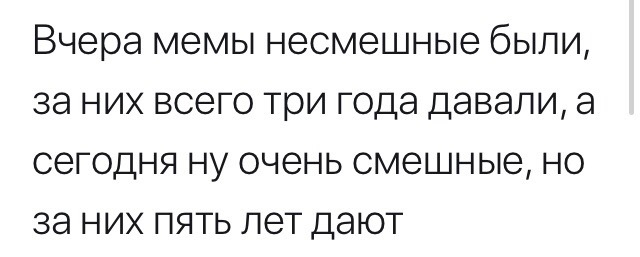 Вчера мемы несмешные были,
за них всего три года давали, а
сегодня ну очень смешные, но
за них пять лет дают